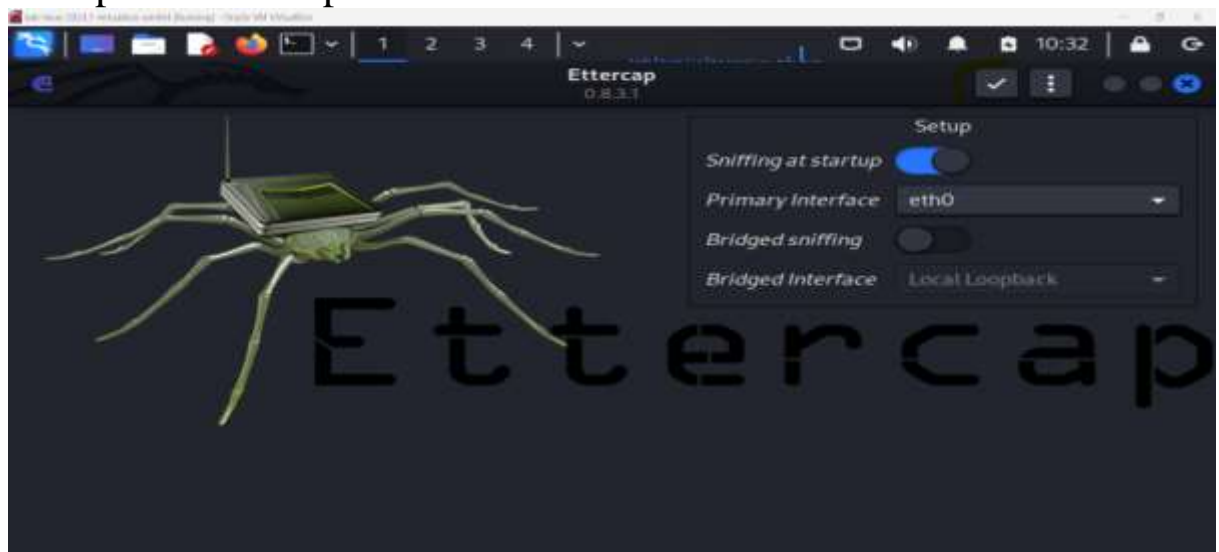 1 2 3 4 10:32
Ettercap
0.8.3.1
Setup
Sniffing at startup
Primary Interface eth0
Bridged sniffing
Bridged Interface Local Loopback
Ettercap